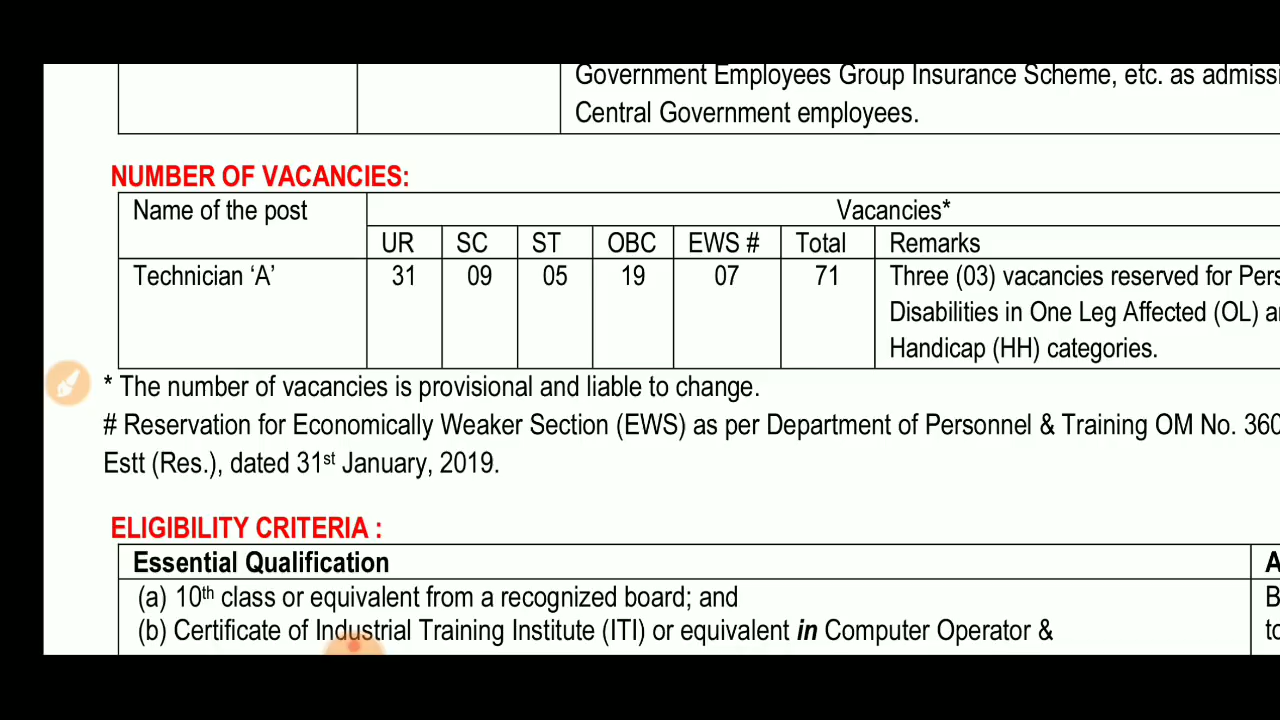 Government Employees Group Insurance Scheme, etc. as admissi
Central Government employees.
NUMBER OF VACANCIES:
Name of the post
Vacancies*
UR SC ST OBC EWS # Total Remarks
Technician ‘A’ 31 09 05 19 07 71 Three (03) vacancies reserved for Pers
Disabilities in One Leg Affected (OL) a
Handicap (HH) categories.
* The number of vacancies is provisional and liable to change.
# Reservation for Economically Weaker Section (EWS) as per Department of Personnel & Training OM No. 360
Estt (Res.), dated 31st January, 2019.
ELIGIBILITY CRITERIA :
Essential Qualification A
(a) 10th class or equivalent from a recognized board; and B
(b) Certificate of Industrial Training Institute (ITI) or equivalent in Computer Operator & to